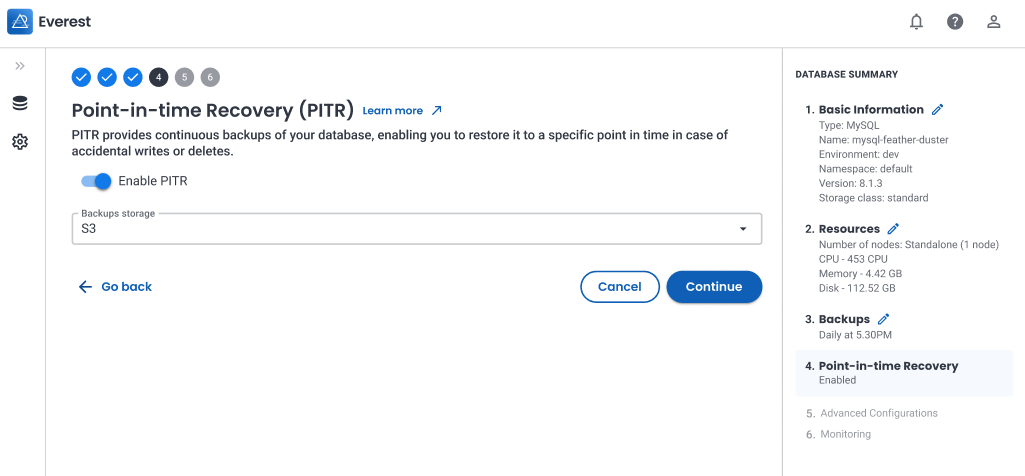 Everest
4 5 6
Point-in-time Recovery (PITR) Learn more
PITR provides continuous backups of your database, enabling you to restore it to a specific point in time in case of
accidental writes or deletes.
Enable PITR
Backups storage
S3
Go back
Cancel
Continue
DATABASE SUMMARY
1. Basic Information
Type: MySQL
Name: mysql-feather-duster
Environment: dev
Namespace: default
Version: 8.1.3
Storage class: standard
2. Resources
Number of nodes: Standalone (1 node)
CPU - 453 CPU
Memory - 4.42 GB
Disk - 112.52 GB
3. Backups
Daily at 5.30PM
4. Point-in-time Recovery
Enabled
5. Advanced Configurations
6. Monitoring